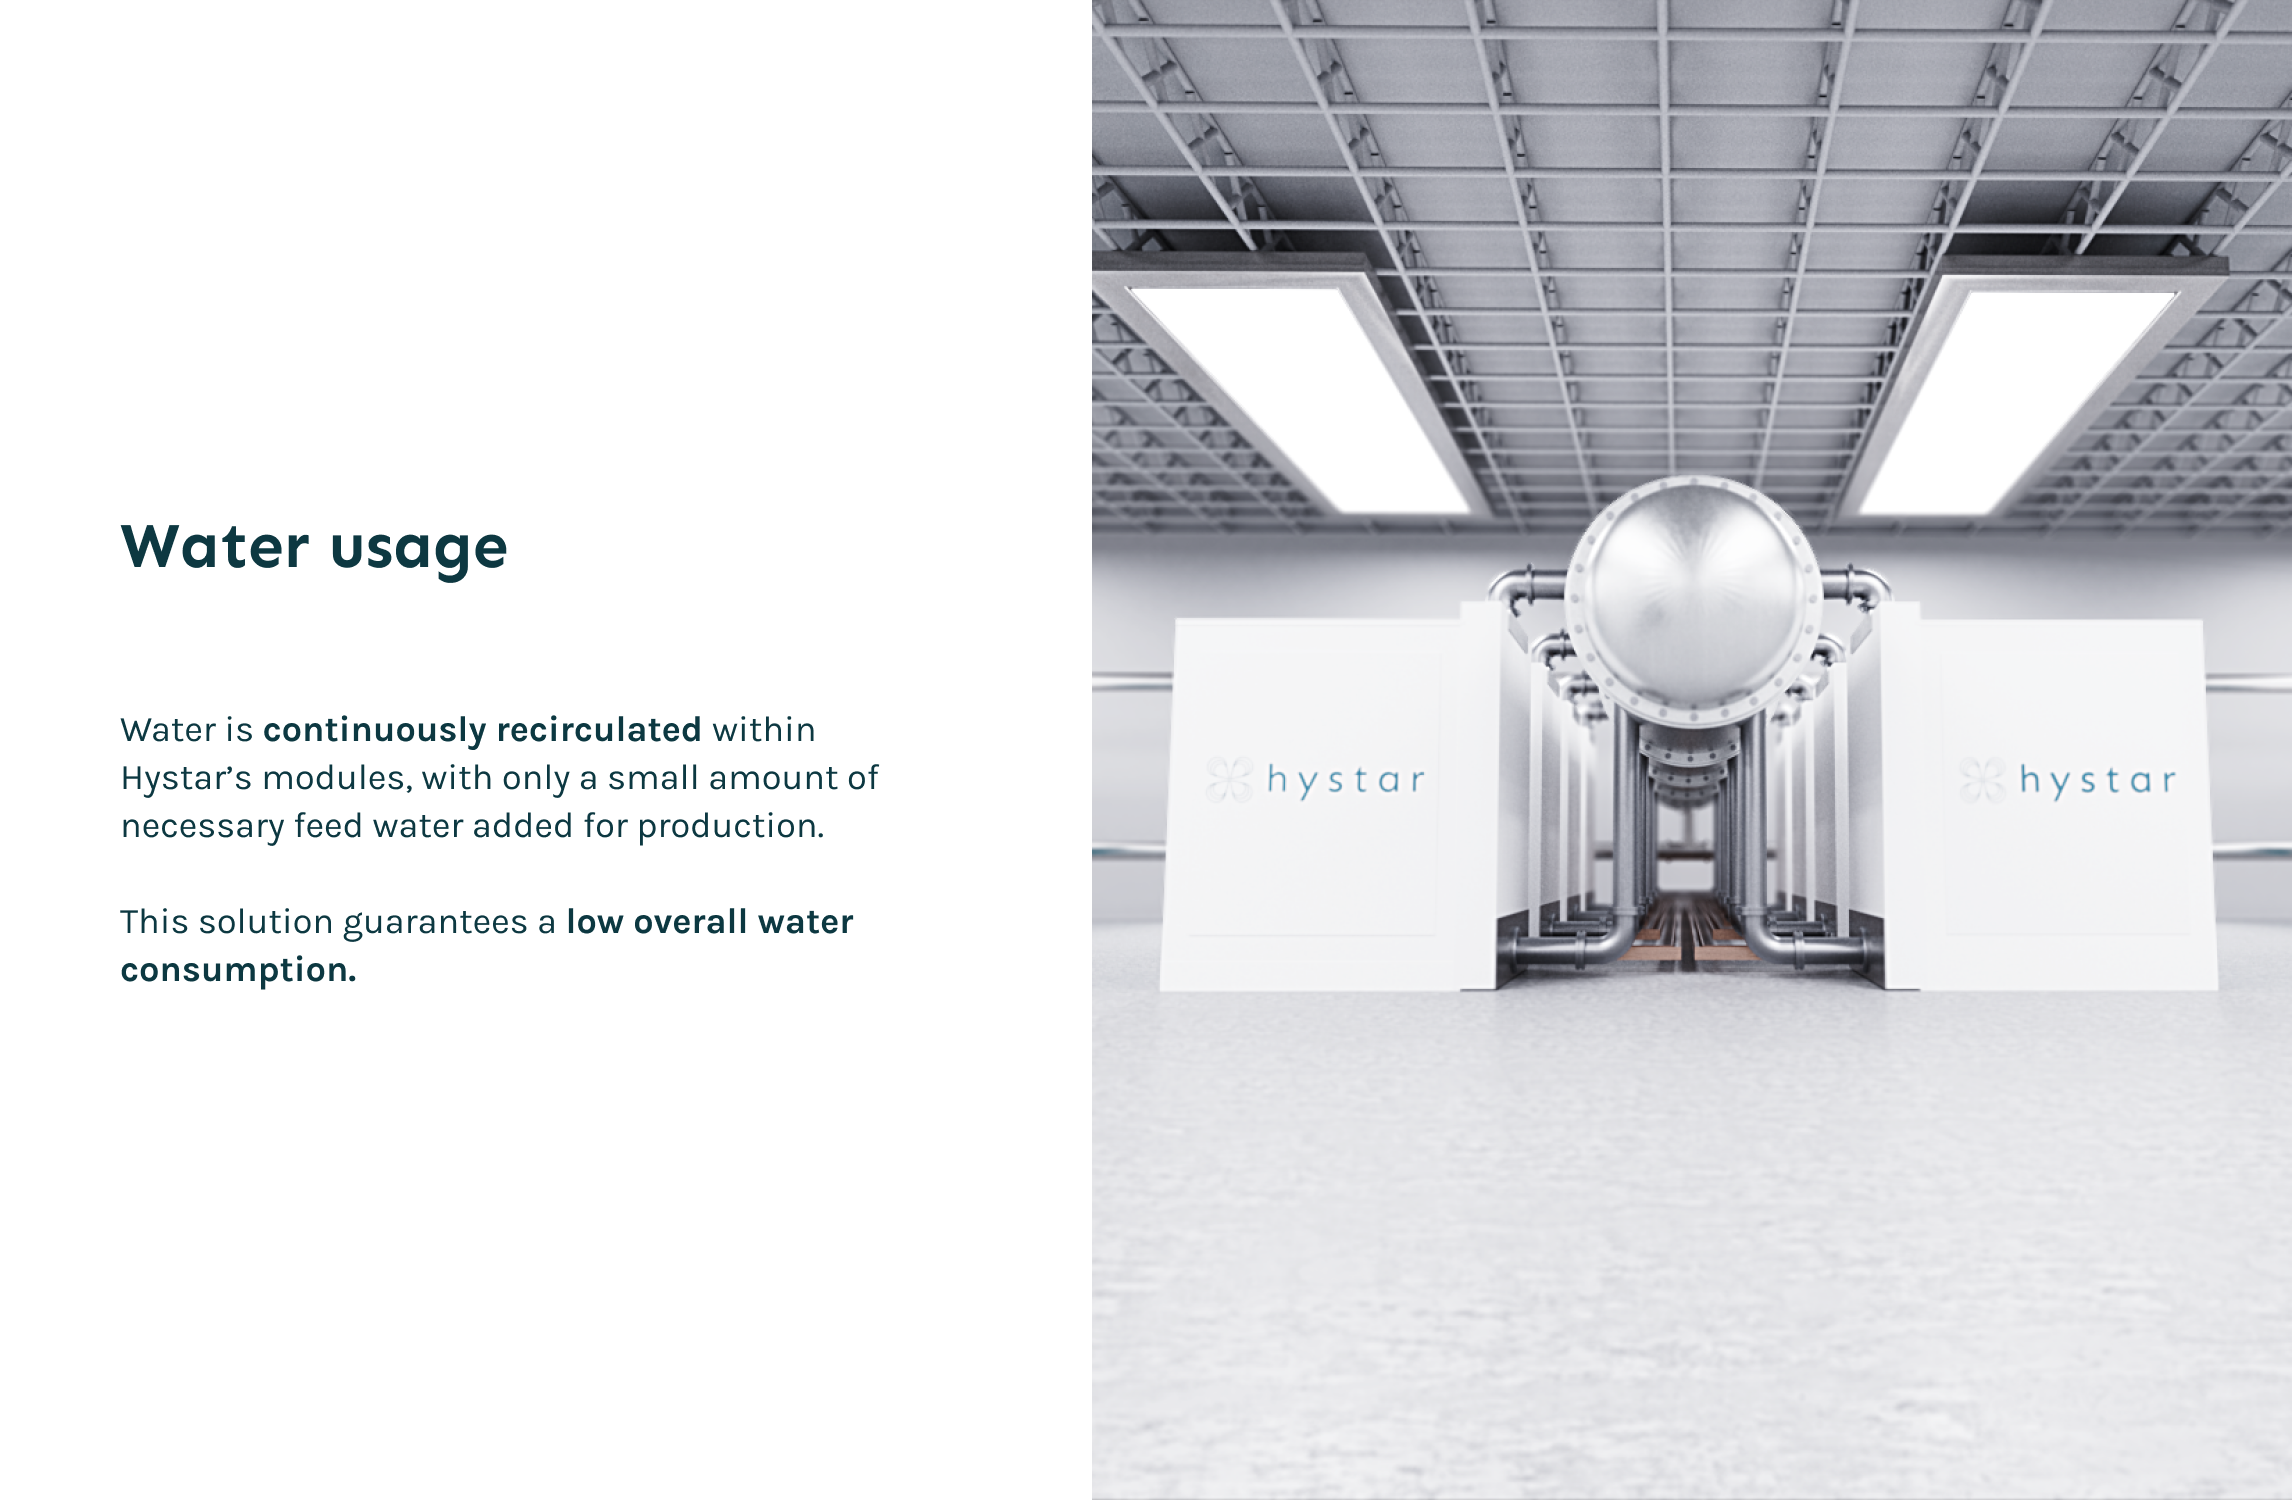 Water usage
Water is continuously recirculated within
Hystar’s modules, with only a small amount of
necessary feed water added for production.
This solution guarantees a low overall water
consumption.
hystar
hystar